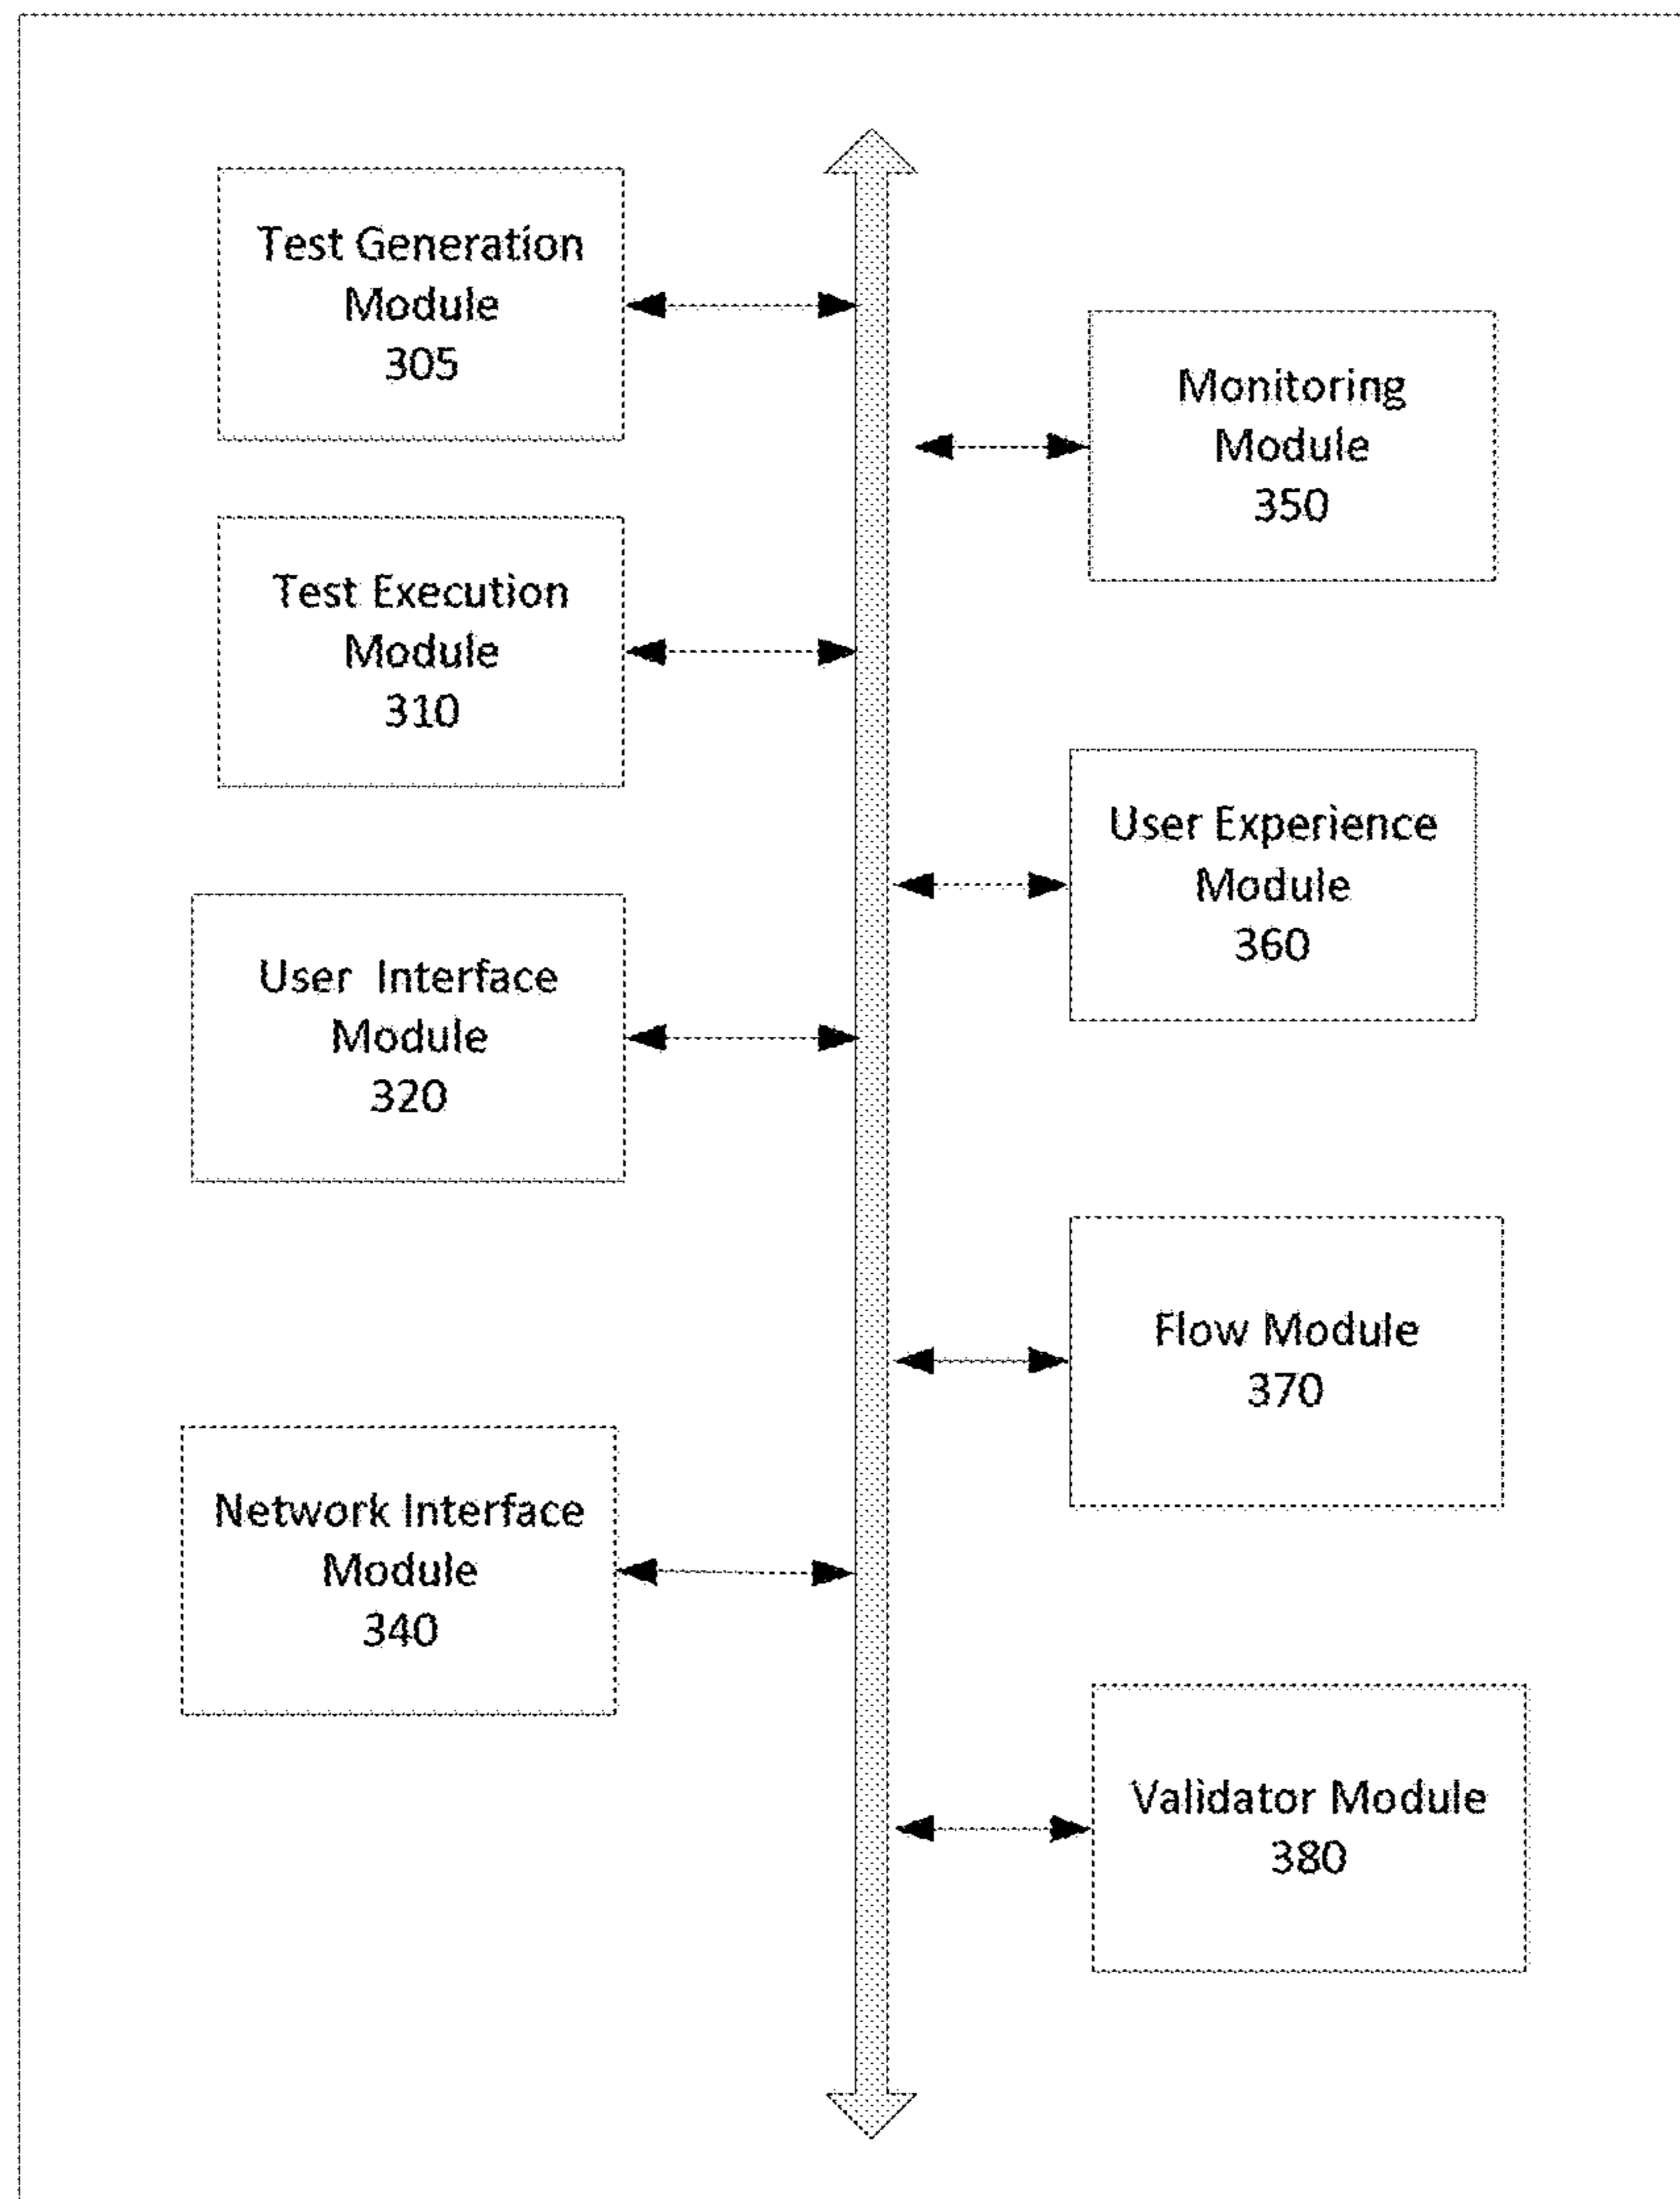 Test Generation
Module
305
Test Execution
Module
310
User Interface
Module
320
Network Interface
Module
340
Monitoring
Module
350
User Experience
Module
360
Flow Module
370
Validator Module
380